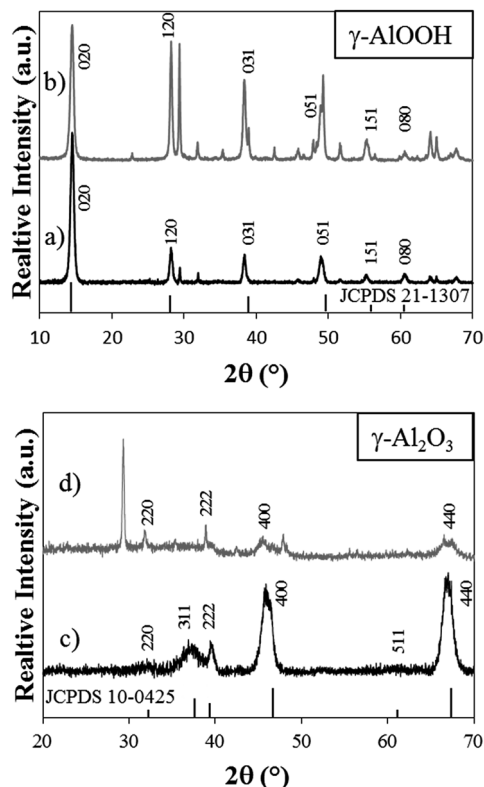 γ-AlOOH
Realtive Intensity (a.u.)
b)
020
120
031
051
151
080
a)
020
120
031
051
151
080
JCPDS 21-1307
10 20 30 40 50 60 70
2θ (°)
γ-Al₂O₃
Realtive Intensity (a.u.)
d)
220
222
400
440
c)
220
311
222
400
511
440
JCPDS 10-0425
20 30 40 50 60 70
2θ (°)